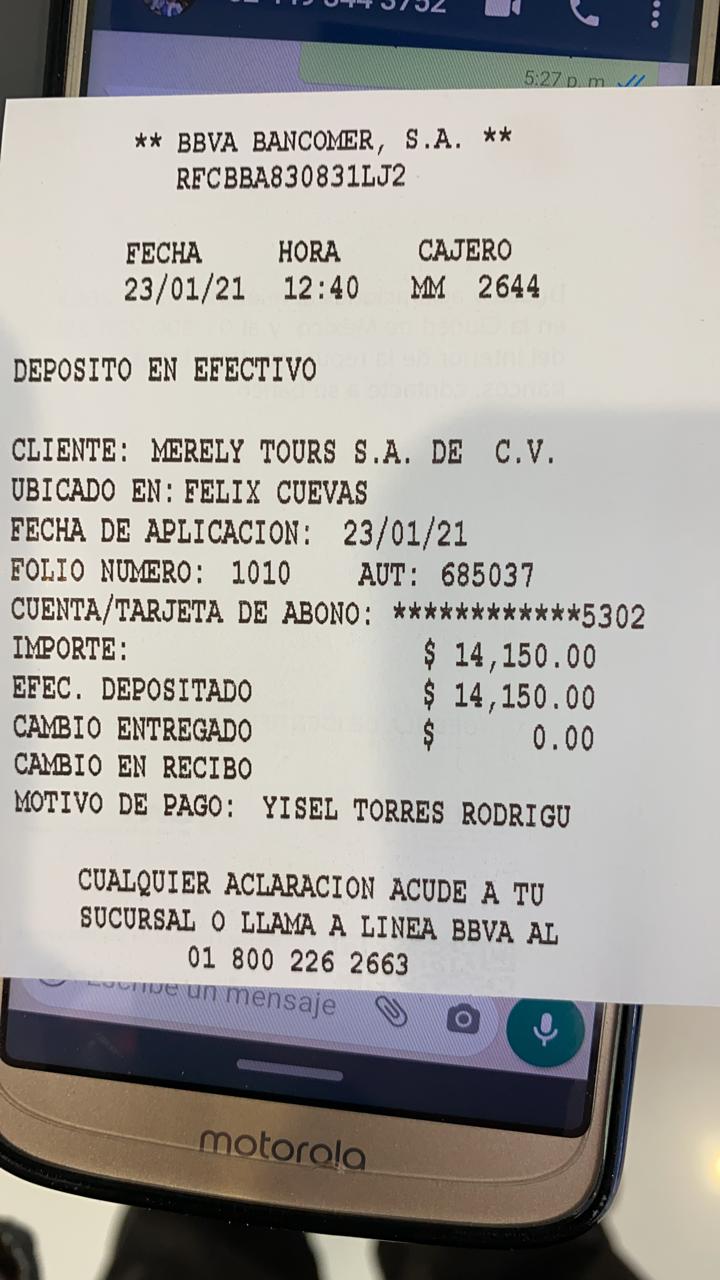 5:27 p. m.
** BBVA BANCOMER, S.A. **
RFCBBA830831LJ2
FECHA HORA CAJERO
23/01/21 12:40 MM 2644
DEPOSITO EN EFECTIVO
CLIENTE: MERELY TOURS S.A. DE C.V.
UBICADO EN: FELIX CUEVAS
FECHA DE APLICACION: 23/01/21
FOLIO NUMERO: 1010 AUT: 685037
CUENTA/TARJETA DE ABONO: ************5302
IMPORTE: $ 14,150.00
EFEC. DEPOSITADO $ 14,150.00
CAMBIO ENTREGADO $ 0.00
CAMBIO EN RECIBO
MOTIVO DE PAGO: YISEL TORRES RODRIGU
CUALQUIER ACLARACION ACUDE A TU
SUCURSAL O LLAMA A LINEA BBVA AL
01 800 226 2663
Escribe un mensaje
motorola